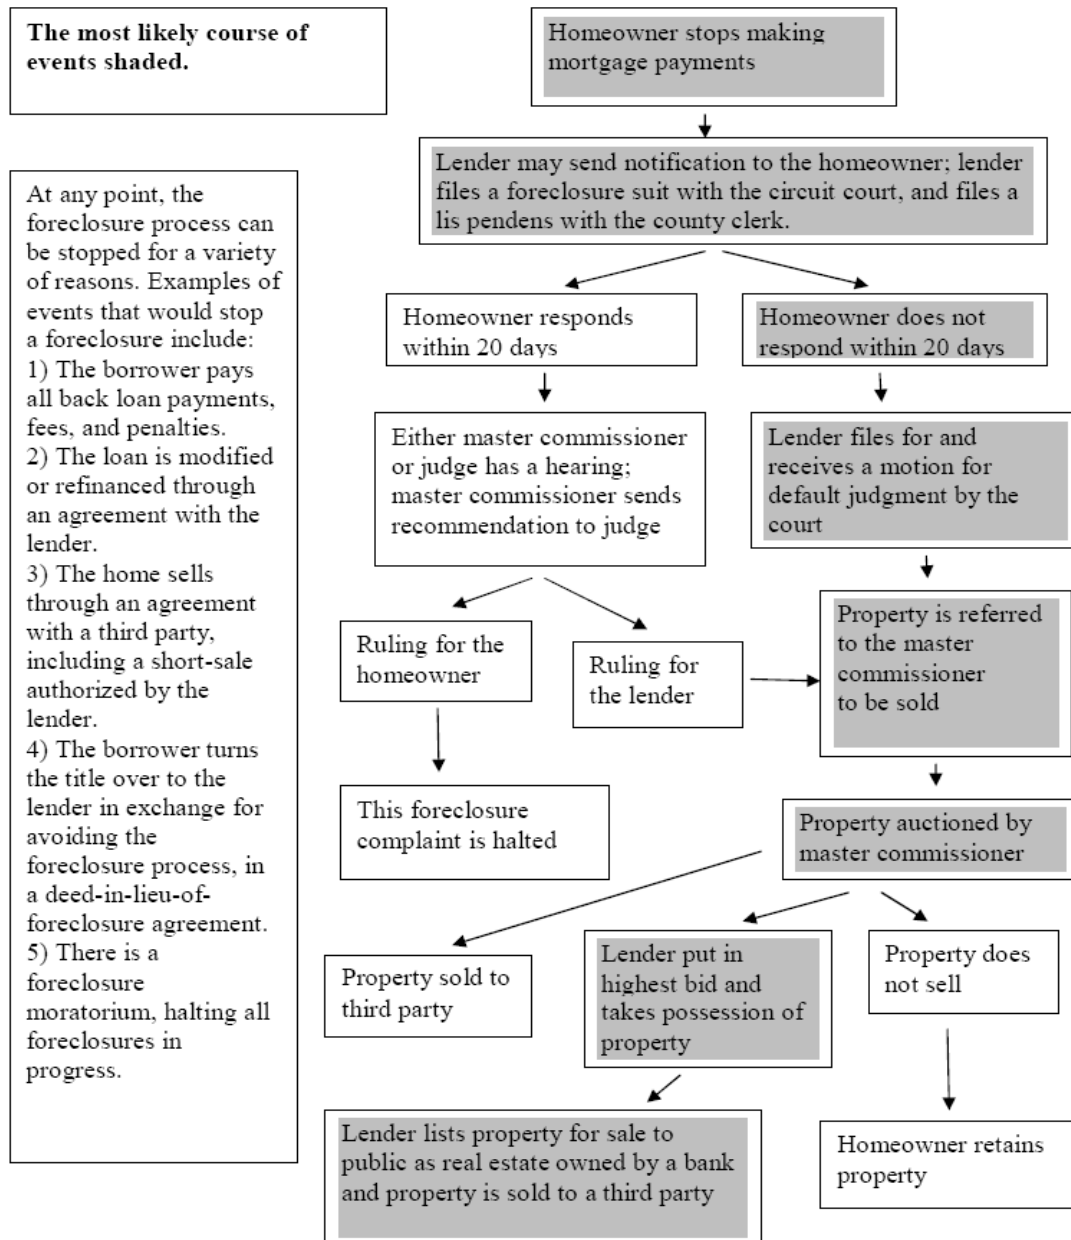 The most likely course of
events shaded.
Homeowner stops making
mortgage payments
Lender may send notification to the homeowner; lender
files a foreclosure suit with the circuit court, and files a
lis pendens with the county clerk.
At any point, the
foreclosure process can
be stopped for a variety
of reasons. Examples of
events that would stop
a foreclosure include:
1) The borrower pays
all back loan payments,
fees, and penalties.
2) The loan is modified
or refinanced through
an agreement with the
lender.
3) The home sells
through an agreement
with a third party,
including a short-sale
authorized by the
lender.
4) The borrower turns
the title over to the
lender in exchange for
avoiding the
foreclosure process, in
a deed-in-lieu-of-
foreclosure agreement.
5) There is a
foreclosure
moratorium, halting all
foreclosures in
progress.
Homeowner responds
within 20 days
Homeowner does not
respond within 20 days
Either master commissioner
or judge has a hearing;
master commissioner sends
recommendation to judge
Lender files for and
receives a motion for
default judgment by the
court
Ruling for the
homeowner
Ruling for
the lender
Property is referred
to the master
commissioner
to be sold
This foreclosure
complaint is halted
Property auctioned by
master commissioner
Property sold to
third party
Lender put in
highest bid and
takes possession of
property
Property does
not sell
Lender lists property for sale to
public as real estate owned by a bank
and property is sold to a third party
Homeowner retains
property